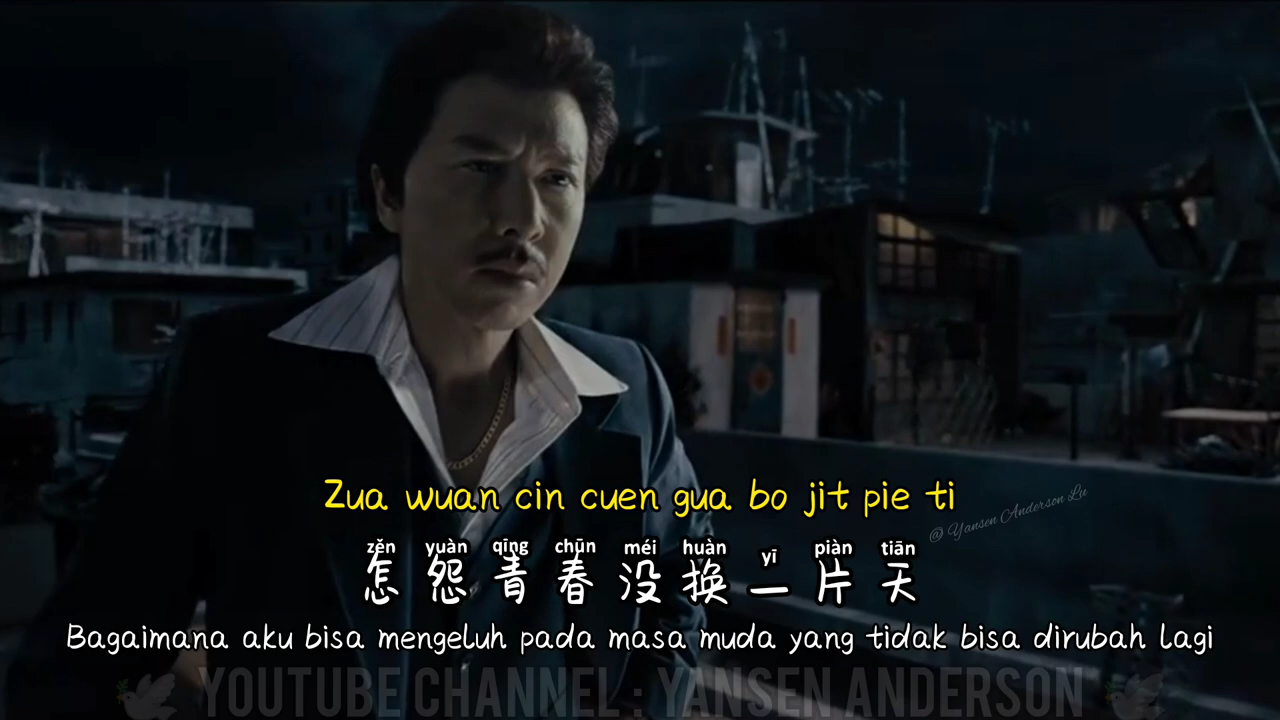 Zua wuan cin cuen gua bo jit pie ti
@ Yansen Anderson Lu
zěn yuàn qīng chūn méi huàn yī piàn tiān
怎怨青春没换一片天
Bagaimana aku bisa mengeluh pada masa muda yang tidak bisa dirubah lagi
YOUTUBE CHANNEL : YANSEN ANDERSON